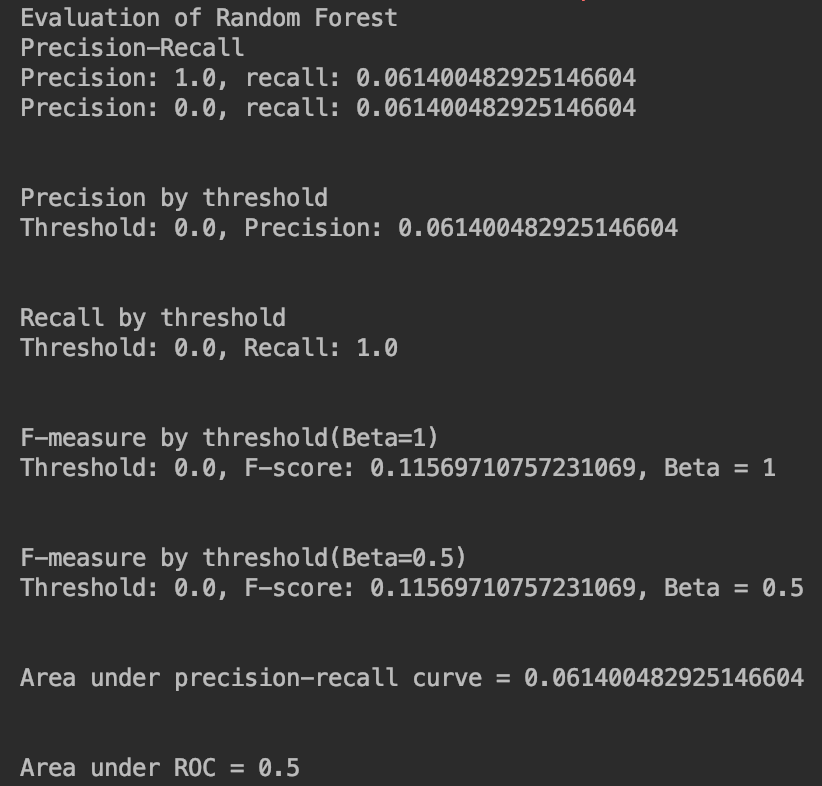 Evaluation of Random Forest
Precision-Recall
Precision: 1.0, recall: 0.061400482925146604
Precision: 0.0, recall: 0.061400482925146604
Precision by threshold
Threshold: 0.0, Precision: 0.061400482925146604
Recall by threshold
Threshold: 0.0, Recall: 1.0
F-measure by threshold(Beta=1)
Threshold: 0.0, F-score: 0.11569710757231069, Beta = 1
F-measure by threshold(Beta=0.5)
Threshold: 0.0, F-score: 0.11569710757231069, Beta = 0.5
Area under precision-recall curve = 0.061400482925146604
Area under ROC = 0.5